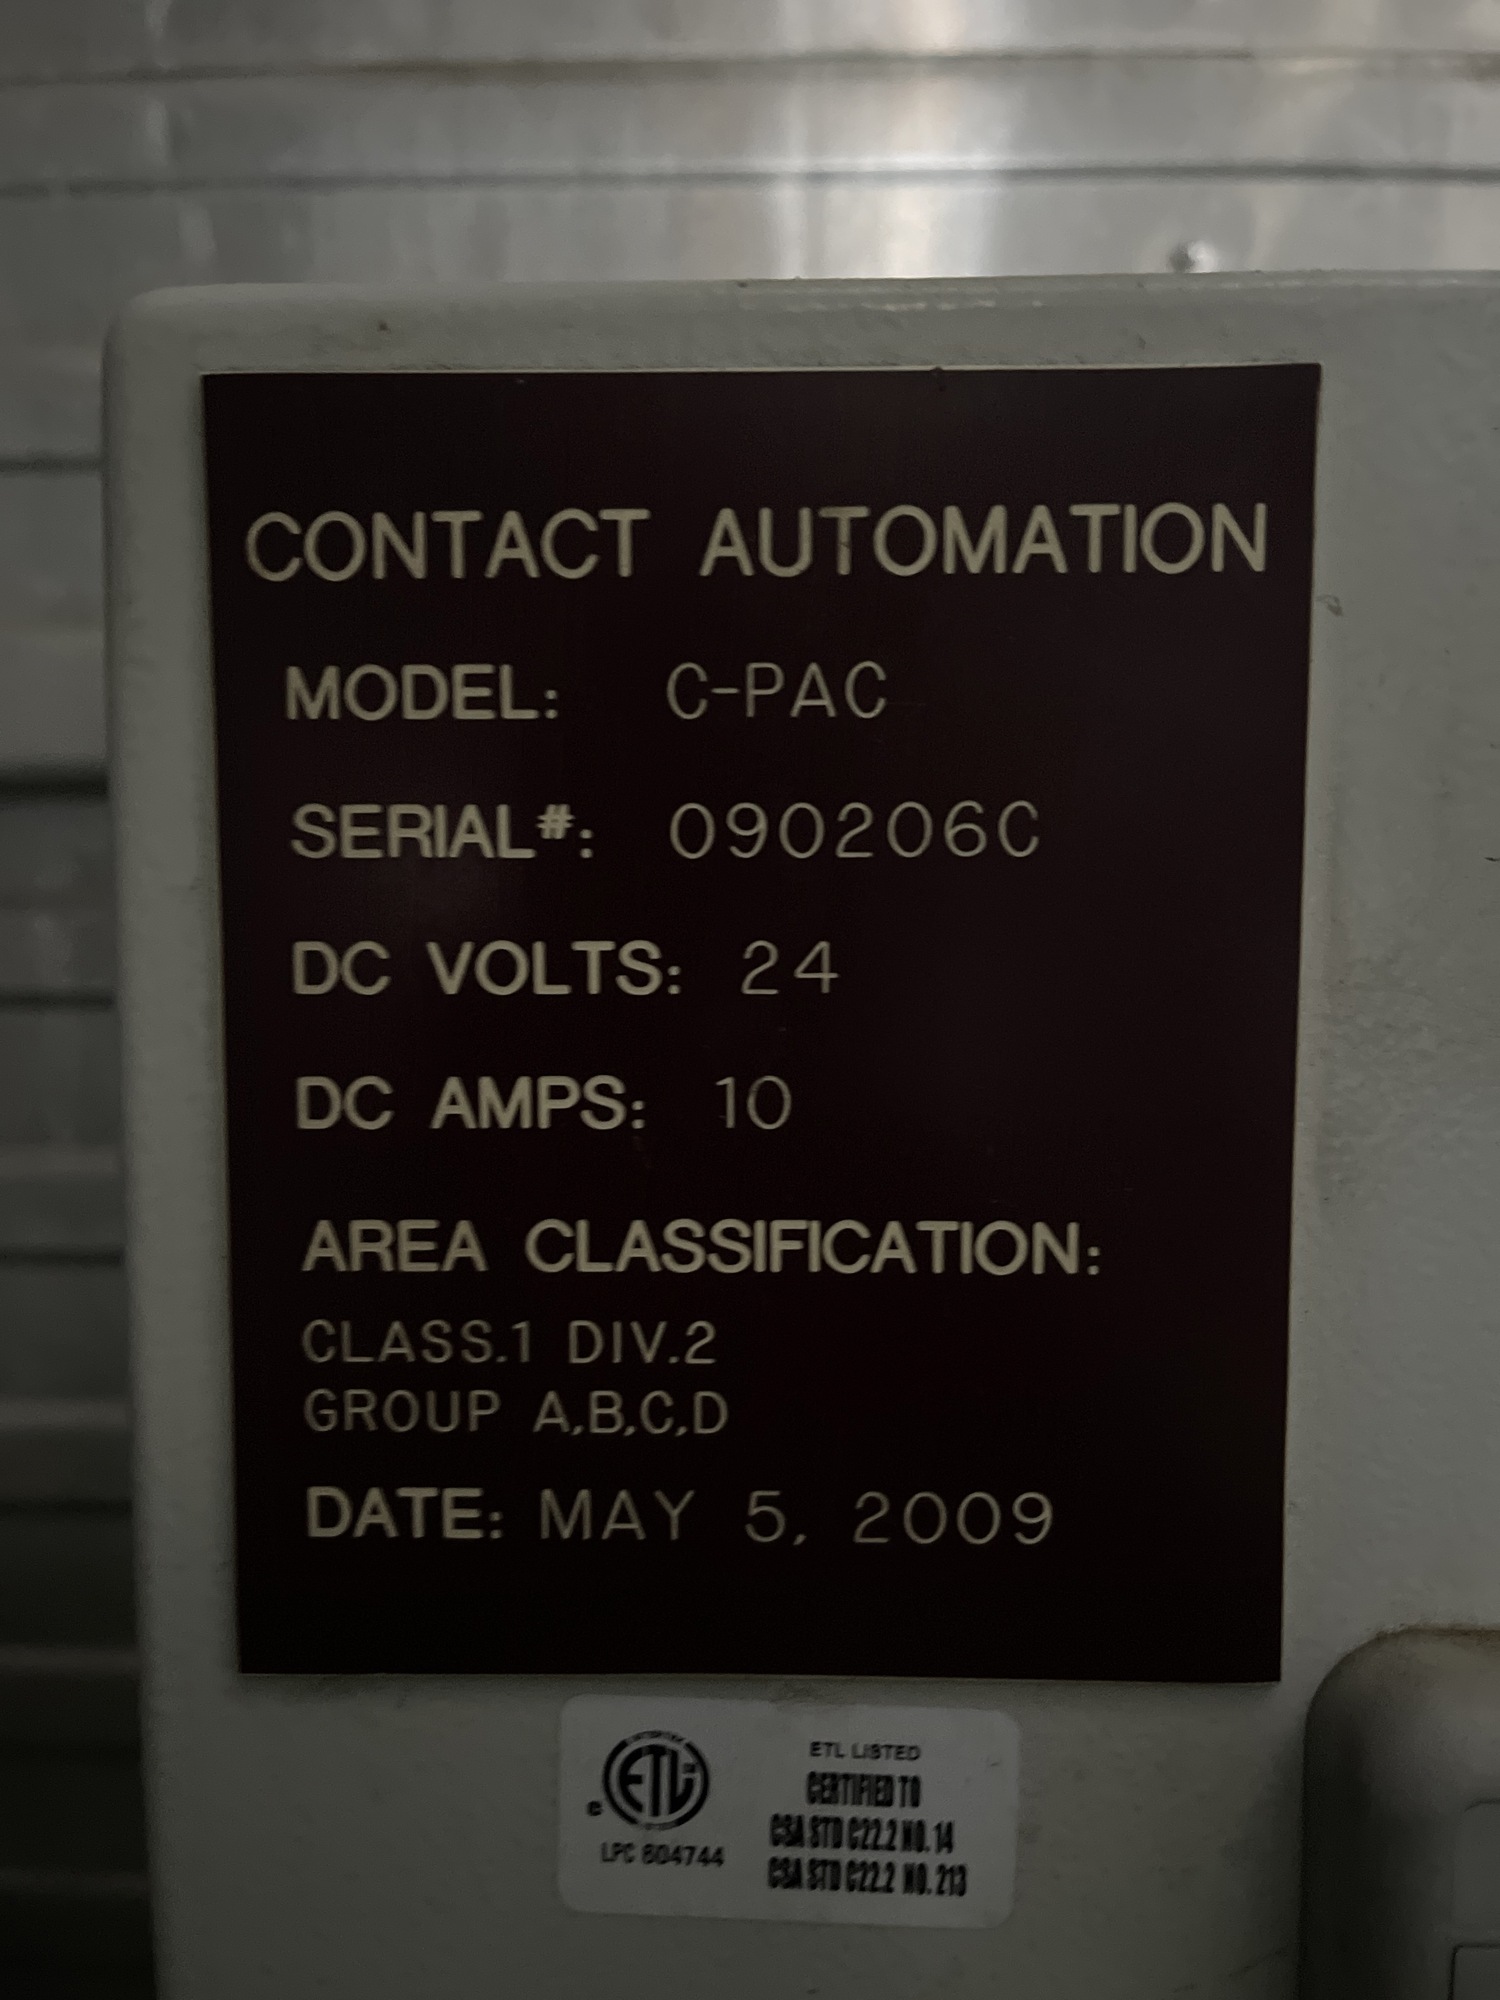 CONTACT AUTOMATION
MODEL: C-PAC
SERIAL#: 090206C
DC VOLTS: 24
DC AMPS: 10
AREA CLASSIFICATION:
CLASS.1 DIV.2
GROUP A,B,C,D
DATE: MAY 5, 2009
ETL LISTED
CERTIFIED TO
CSA STD C22.2 NO. 14
CSA STD C22.2 NO. 213
c ETL
LPC 604744